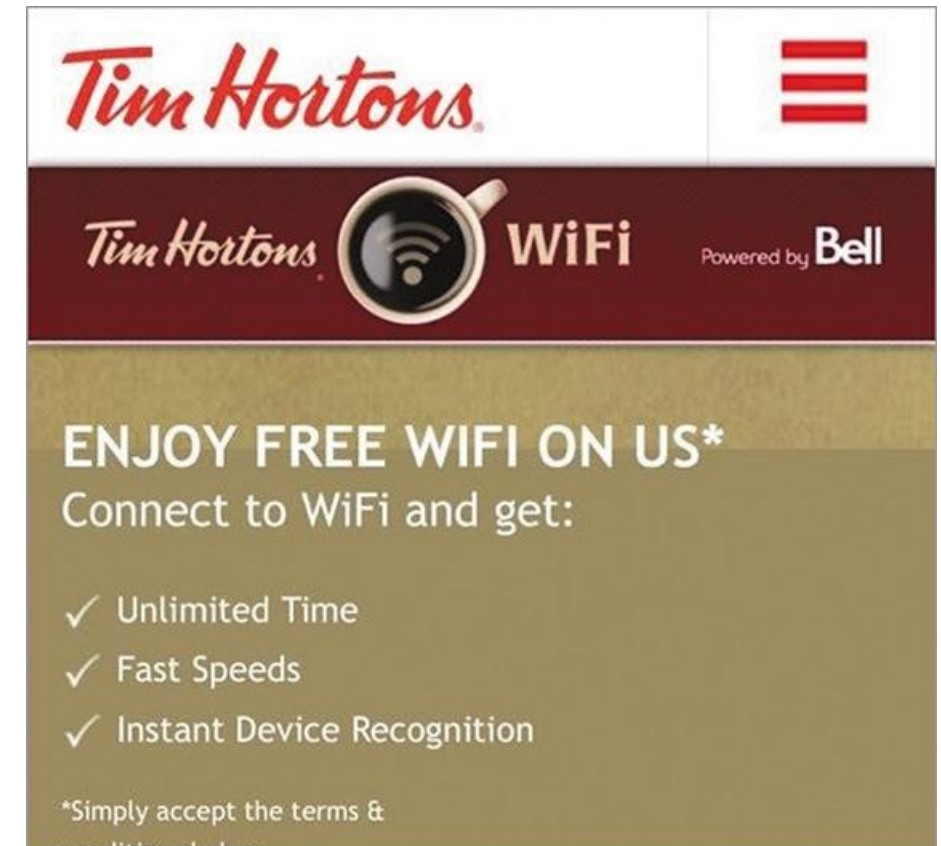 Tim Hortons®
Tim Hortons® WiFi Powered by Bell
ENJOY FREE WIFI ON US*
Connect to WiFi and get:
✓ Unlimited Time
✓ Fast Speeds
✓ Instant Device Recognition
*Simply accept the terms &